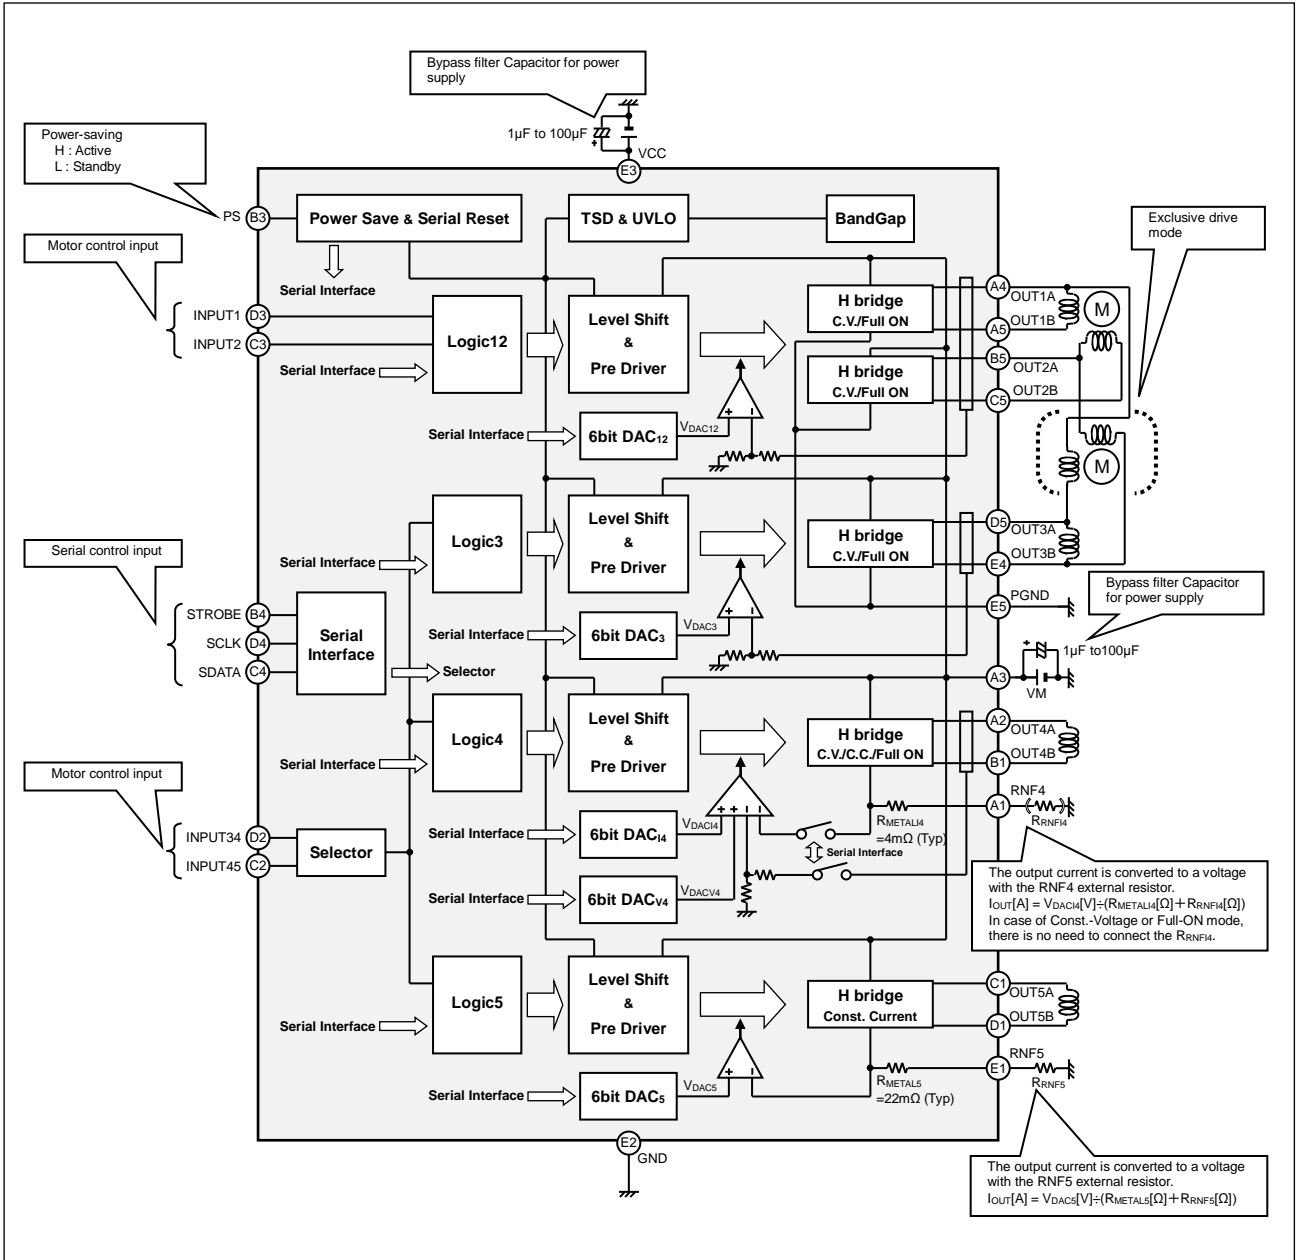 Bypass filter Capacitor for power
supply
1µF to 100µF
VCC
E3
Power-saving
H : Active
L : Standby
PS
B3
Power Save & Serial Reset
TSD & UVLO
BandGap
Exclusive drive
mode
Motor control input
Serial Interface
INPUT1
D3
INPUT2
C3
Logic12
Level Shift
&
Pre Driver
H bridge
C.V./Full ON
A4
OUT1A
M
OUT1B
A5
Serial Interface
H bridge
C.V./Full ON
B5
OUT2A
OUT2B
C5
+
−
Serial Interface
6bit DAC12
VDAC12
M
Serial control input
Logic3
Level Shift
&
Pre Driver
H bridge
C.V./Full ON
D5
OUT3A
OUT3B
E4
Serial Interface
Bypass filter Capacitor
for power supply
E5
PGND
STROBE
B4
SCLK
D4
SDATA
C4
Serial
Interface
Selector
+
−
Serial Interface
6bit DAC3
VDAC3
+
1µF to100µF
A3
VM
Logic4
Level Shift
&
Pre Driver
H bridge
C.V./C.C./Full ON
A2
OUT4A
OUT4B
B1
Serial Interface
Motor control input
INPUT34
D2
INPUT45
C2
Selector
+
+
−
−
Serial Interface
6bit DACI4
VDACI4
RMETALI4
=4mΩ (Typ)
A1
RNF4
RRNFI4
Serial Interface
Serial Interface
6bit DACV4
VDACV4
The output current is converted to a voltage
with the RNF4 external resistor.
IOUT[A] = VDACI4[V]÷(RMETALI4[Ω]+RRNFI4[Ω])
In case of Const.-Voltage or Full-ON mode,
there is no need to connect the RRNFI4.
Logic5
Level Shift
&
Pre Driver
H bridge
Const. Current
C1
OUT5A
OUT5B
D1
Serial Interface
+
−
Serial Interface
6bit DAC5
VDAC5
RMETAL5
=22mΩ (Typ)
E1
RNF5
RRNF5
E2
GND
The output current is converted to a voltage
with the RNF5 external resistor.
IOUT[A] = VDAC5[V]÷(RMETAL5[Ω]+RRNF5[Ω])